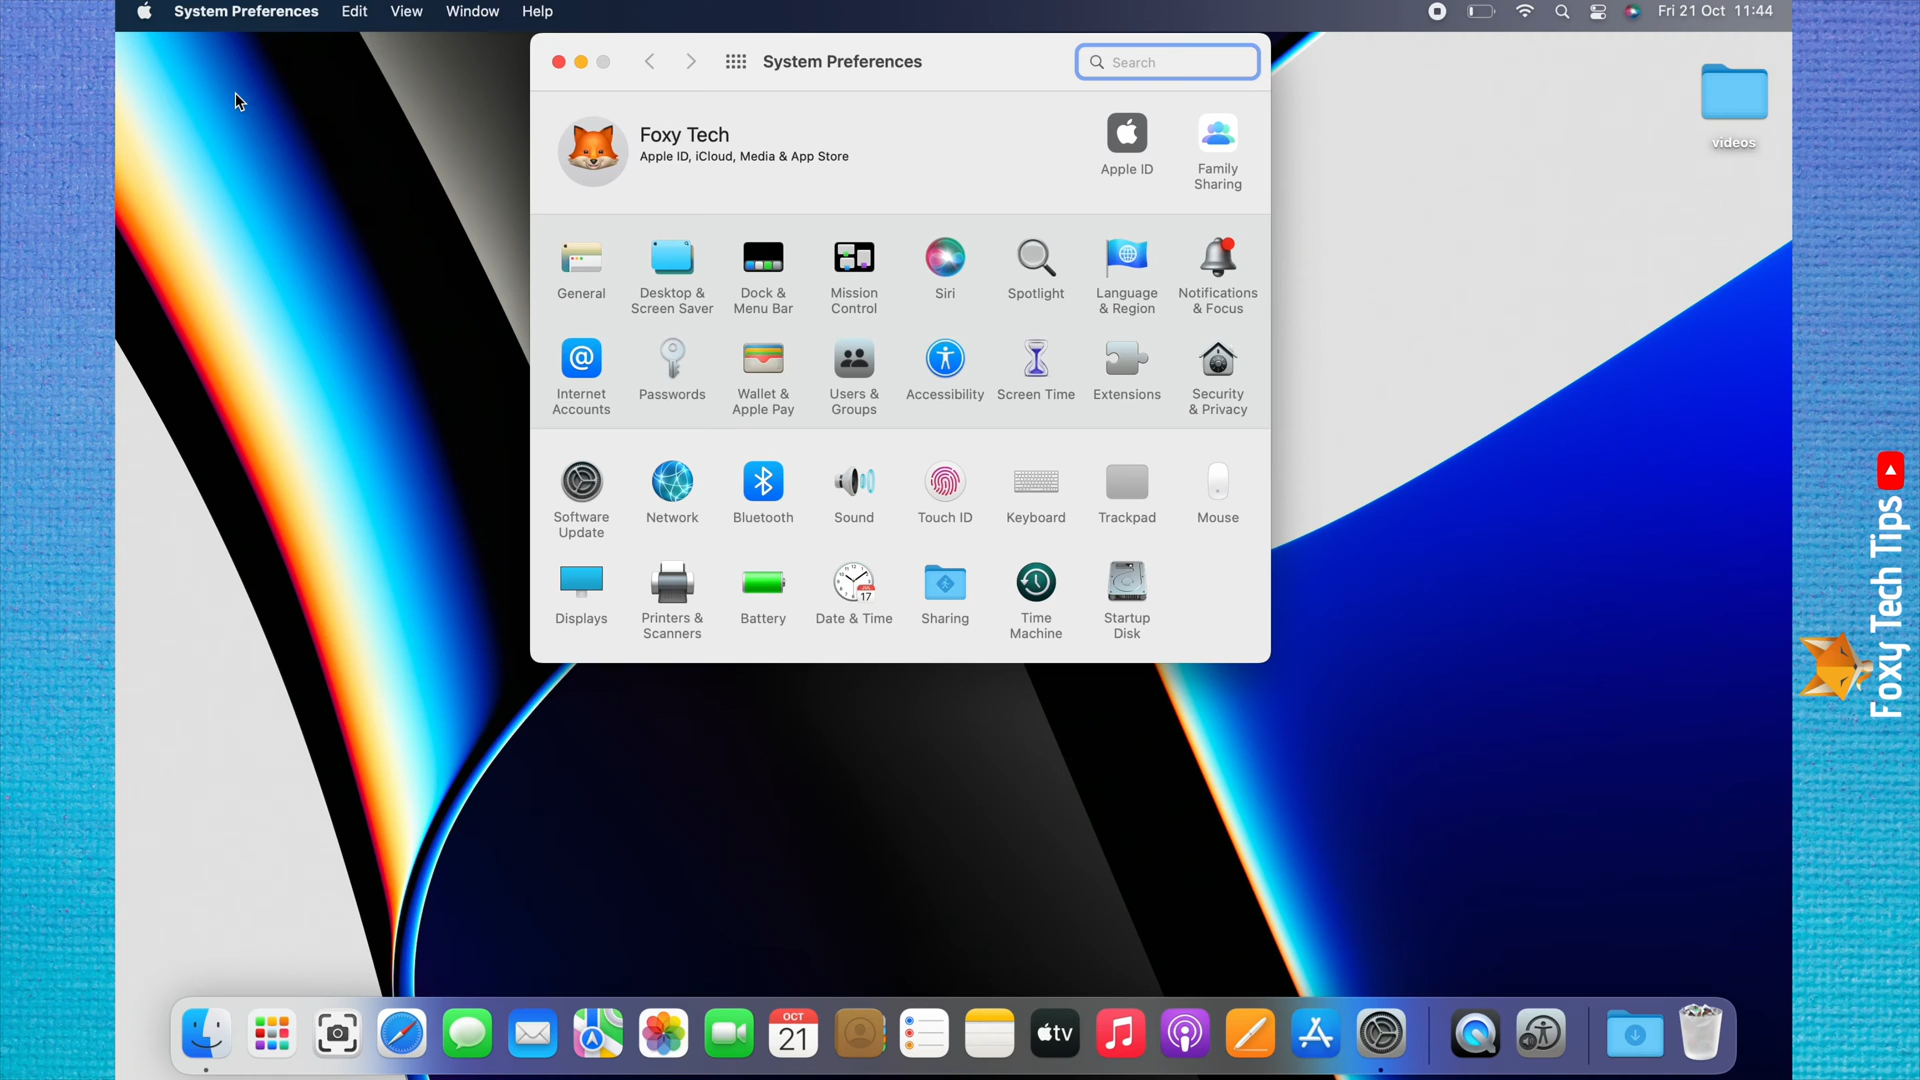 System Preferences Edit View Window Help Fri 21 Oct 11:44
System Preferences
Search
Foxy Tech
Apple ID, iCloud, Media & App Store
Apple ID
Family
Sharing
videos
General
Desktop &
Screen Saver
Dock &
Menu Bar
Mission
Control
Siri
Spotlight
Language
& Region
Notifications
& Focus
Internet
Accounts
Passwords
Wallet &
Apple Pay
Users &
Groups
Accessibility
Screen Time
Extensions
Security
& Privacy
Software
Update
Network
Bluetooth
Sound
Touch ID
Keyboard
Trackpad
Mouse
Displays
Printers &
Scanners
Battery
JUL
17
Date & Time
Sharing
Time
Machine
Startup
Disk
OCT
21
tv
Foxy Tech Tips